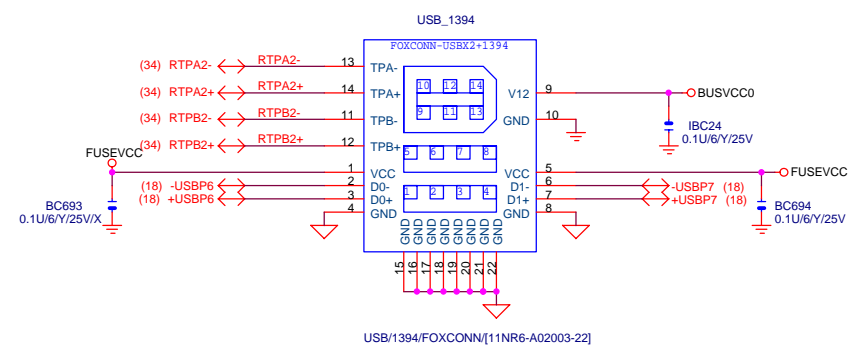 USB_1394
FOXCONN-USBX2+1394
(34) RTPA2- RTPA2- 13 TPA-
(34) RTPA2+ RTPA2+ 14 TPA+
(34) RTPB2- RTPB2- 11 TPB-
(34) RTPB2+ RTPB2+ 12 TPB+
10 12 14
9 11 13
V12 9 BUSVCC0
GND 10
IBC24
0.1U/6/Y/25V
FUSEVCC
1 VCC
(18) -USBP6 2 D0-
(18) +USBP6 3 D0+
4 GND
BC693
0.1U/6/Y/25V/X
5 6 7 8
1 2 3 4
VCC 5 FUSEVCC
D1- 6 -USBP7 (18)
D1+ 7 +USBP7 (18)
GND 8
BC694
0.1U/6/Y/25V
GND GND GND GND GND GND GND GND
15 16 17 18 19 20 21 22
USB/1394/FOXCONN/[11NR6-A02003-22]